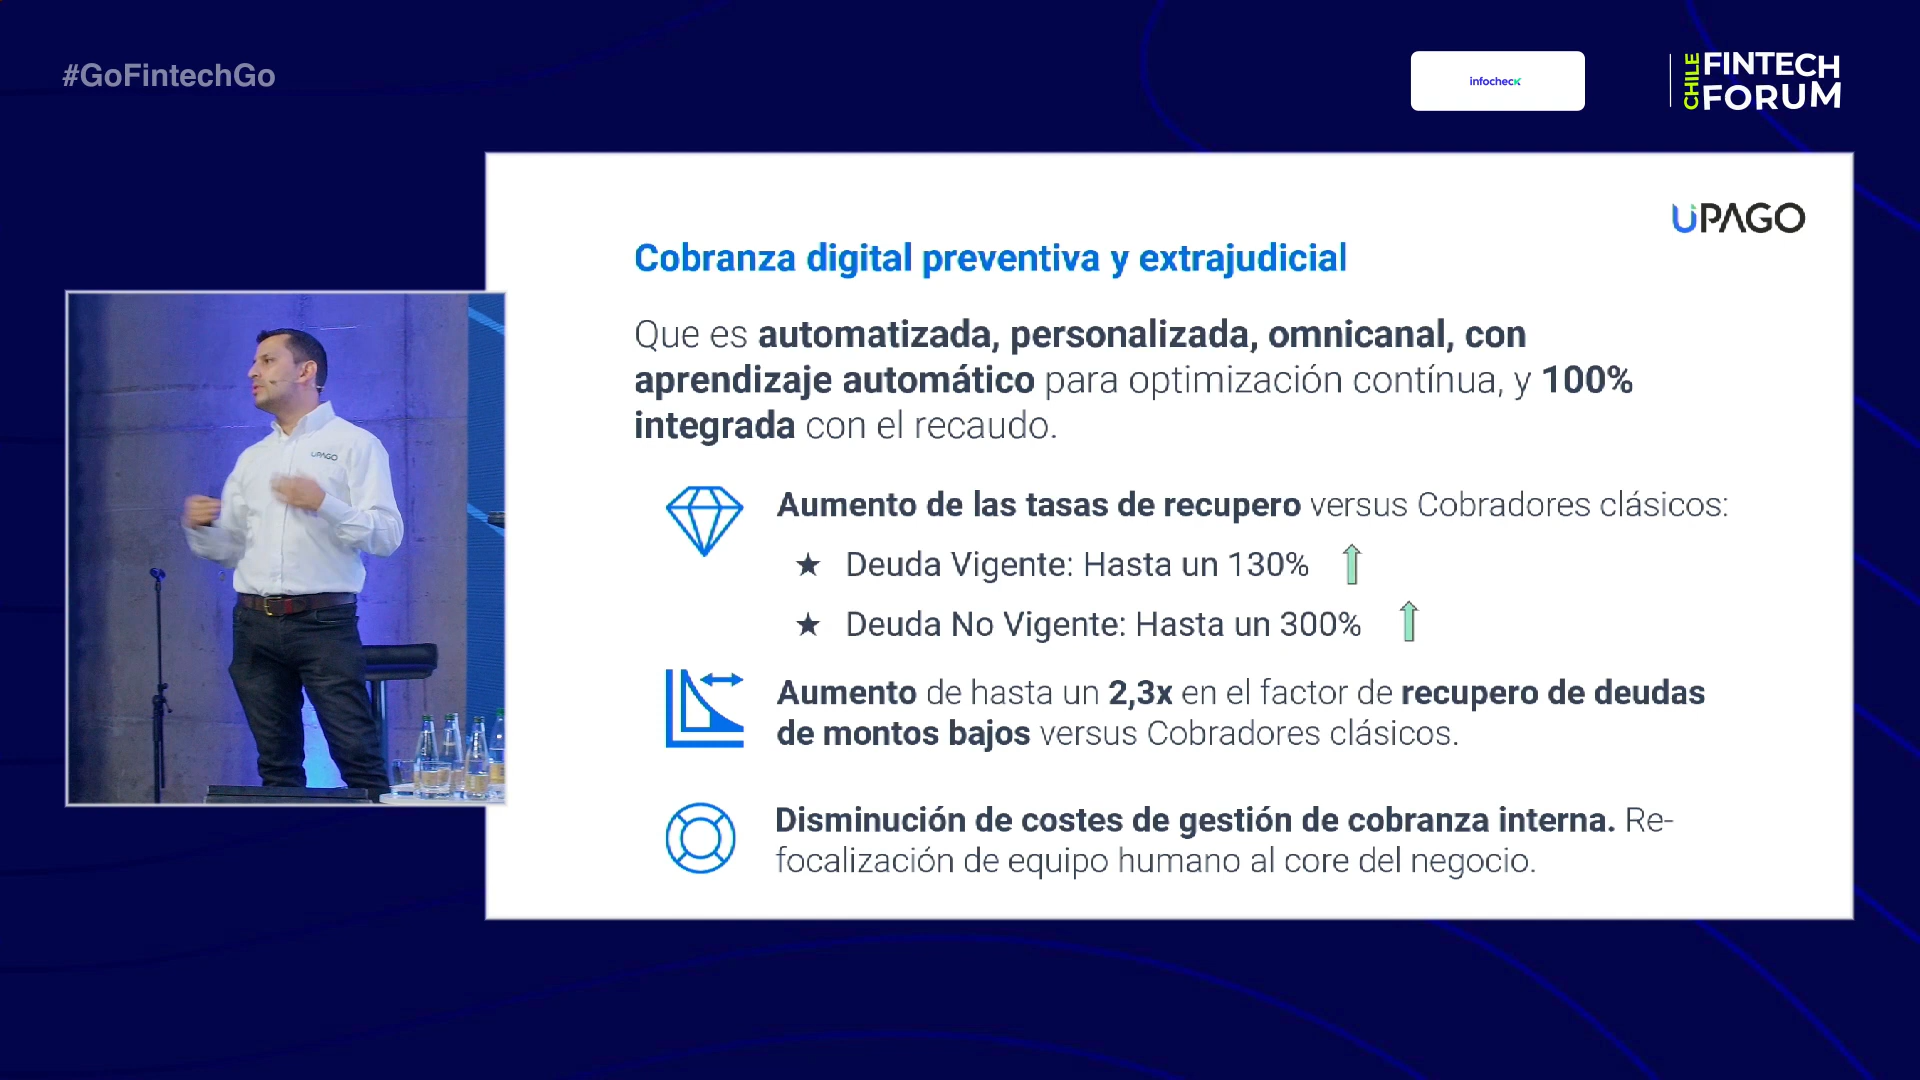 #GoFintechGo
infocheck
CHILE
FINTECH
FORUM
UPAGO
Cobranza digital preventiva y extrajudicial
Que es automatizada, personalizada, omnicanal, con
aprendizaje automático para optimización contínua, y 100%
integrada con el recaudo.
Aumento de las tasas de recupero versus Cobradores clásicos:
★ Deuda Vigente: Hasta un 130%
★ Deuda No Vigente: Hasta un 300%
Aumento de hasta un 2,3x en el factor de recupero de deudas
de montos bajos versus Cobradores clásicos.
Disminución de costes de gestión de cobranza interna. Re-
focalización de equipo humano al core del negocio.
UPAGO